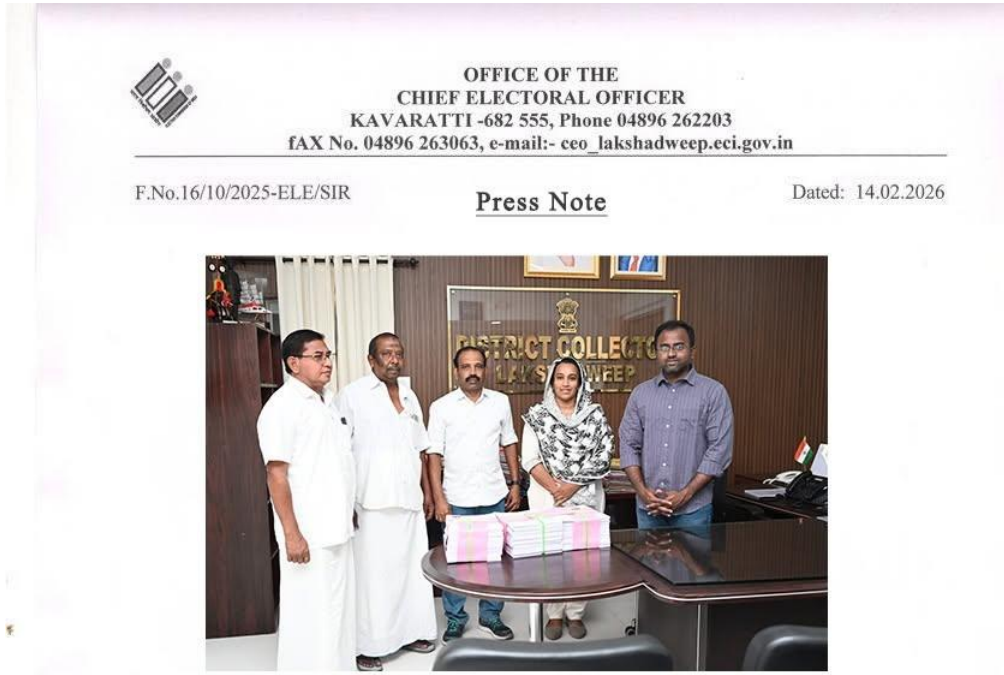 OFFICE OF THE
CHIEF ELECTORAL OFFICER
KAVARATTI -682 555, Phone 04896 262203
fAX No. 04896 263063, e-mail:- ceo_lakshadweep.eci.gov.in
F.No.16/10/2025-ELE/SIR
Press Note
Dated: 14.02.2026
DISTRICT COLLECTO
LAKSHADWEEP